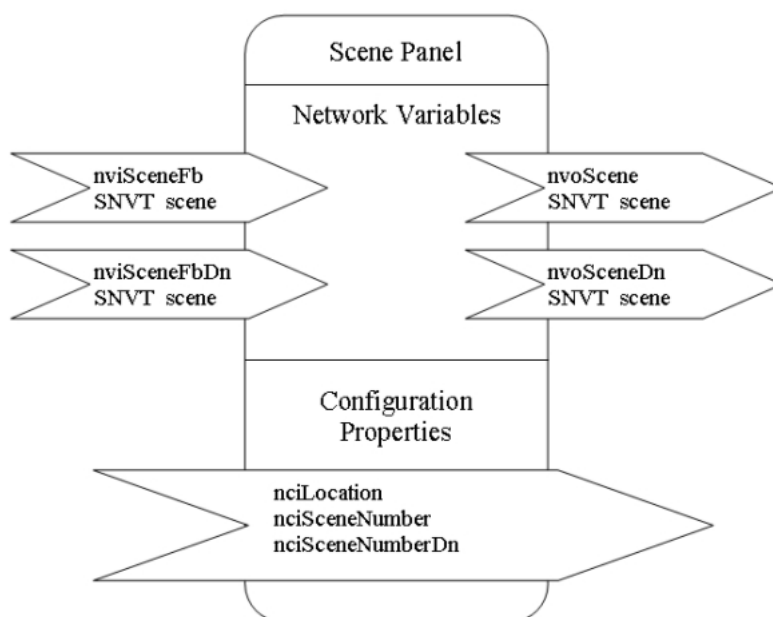 Scene Panel
Network Variables
nviSceneFb
SNVT scene
nvoScene
SNVT scene
nviSceneFbDn
SNVT scene
nvoSceneDn
SNVT scene
Configuration
Properties
nciLocation
nciSceneNumber
nciSceneNumberDn